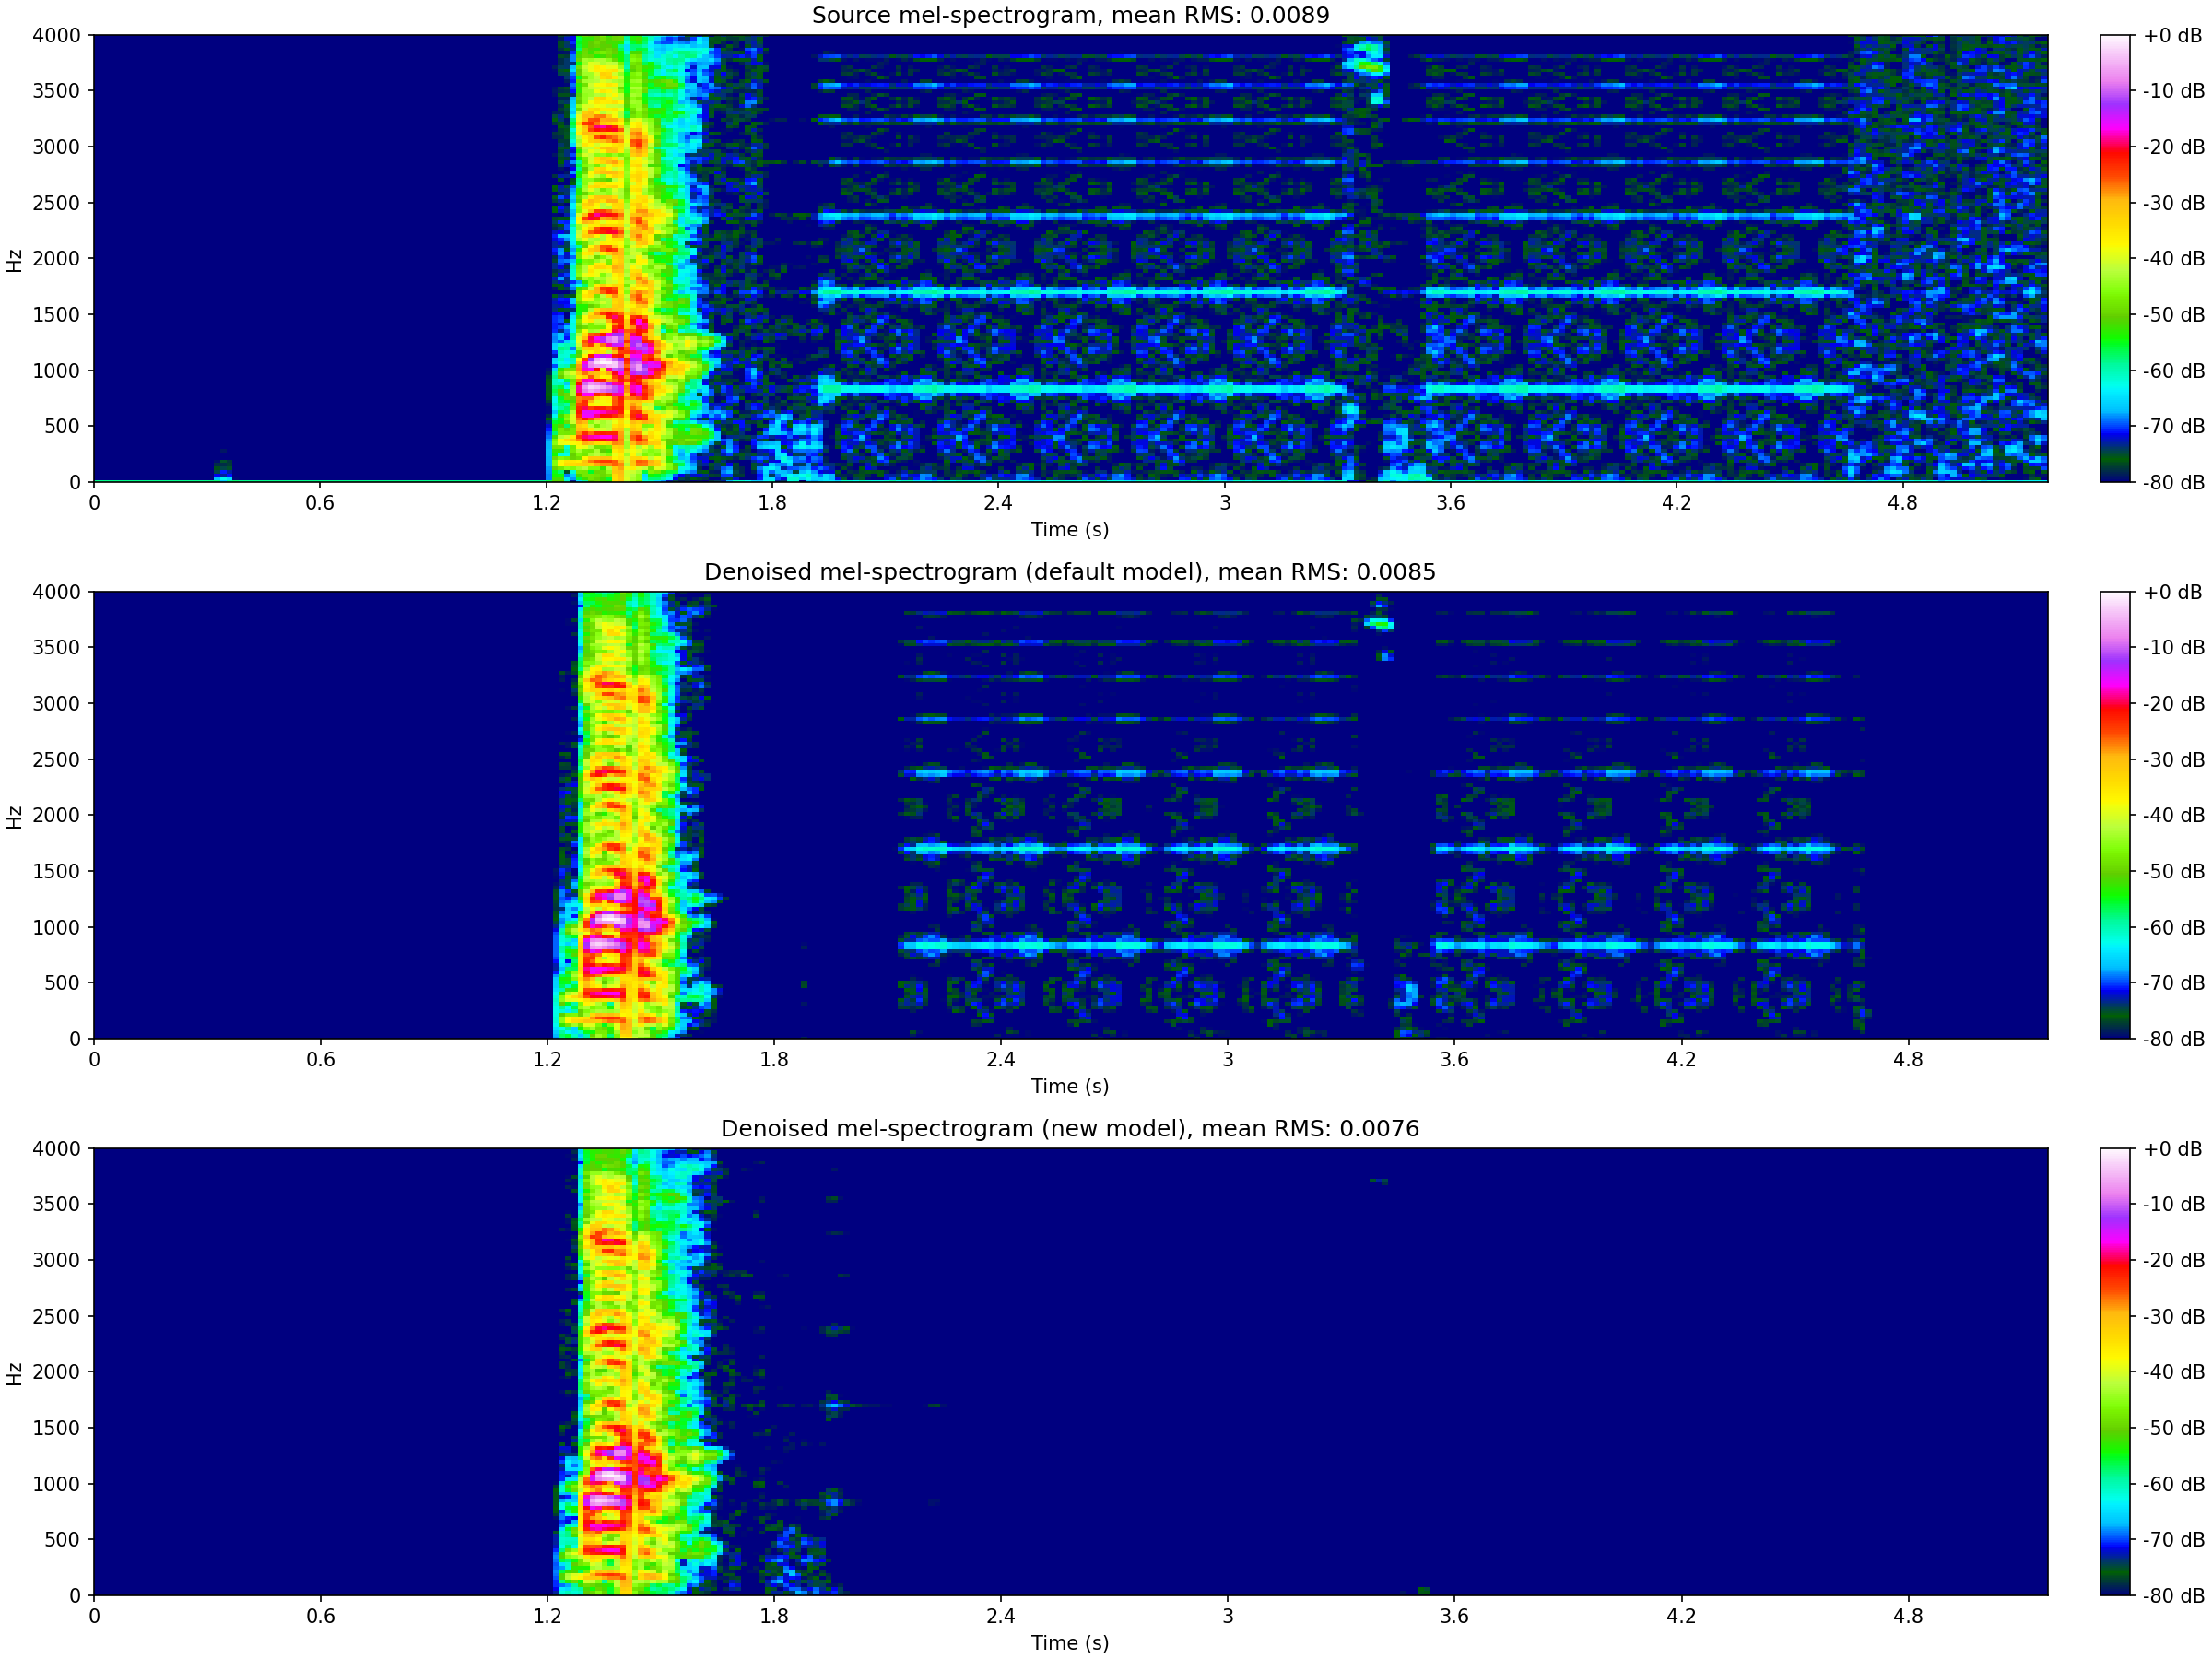 Source mel-spectrogram, mean RMS: 0.0089
4000
3500
3000
2500
2000
1500
1000
500
0
Hz
0 0.6 1.2 1.8 2.4 3 3.6 4.2 4.8
Time (s)
+0 dB
-10 dB
-20 dB
-30 dB
-40 dB
-50 dB
-60 dB
-70 dB
-80 dB
Denoised mel-spectrogram (default model), mean RMS: 0.0085
4000
3500
3000
2500
2000
1500
1000
500
0
Hz
0 0.6 1.2 1.8 2.4 3 3.6 4.2 4.8
Time (s)
+0 dB
-10 dB
-20 dB
-30 dB
-40 dB
-50 dB
-60 dB
-70 dB
-80 dB
Denoised mel-spectrogram (new model), mean RMS: 0.0076
4000
3500
3000
2500
2000
1500
1000
500
0
Hz
0 0.6 1.2 1.8 2.4 3 3.6 4.2 4.8
Time (s)
+0 dB
-10 dB
-20 dB
-30 dB
-40 dB
-50 dB
-60 dB
-70 dB
-80 dB